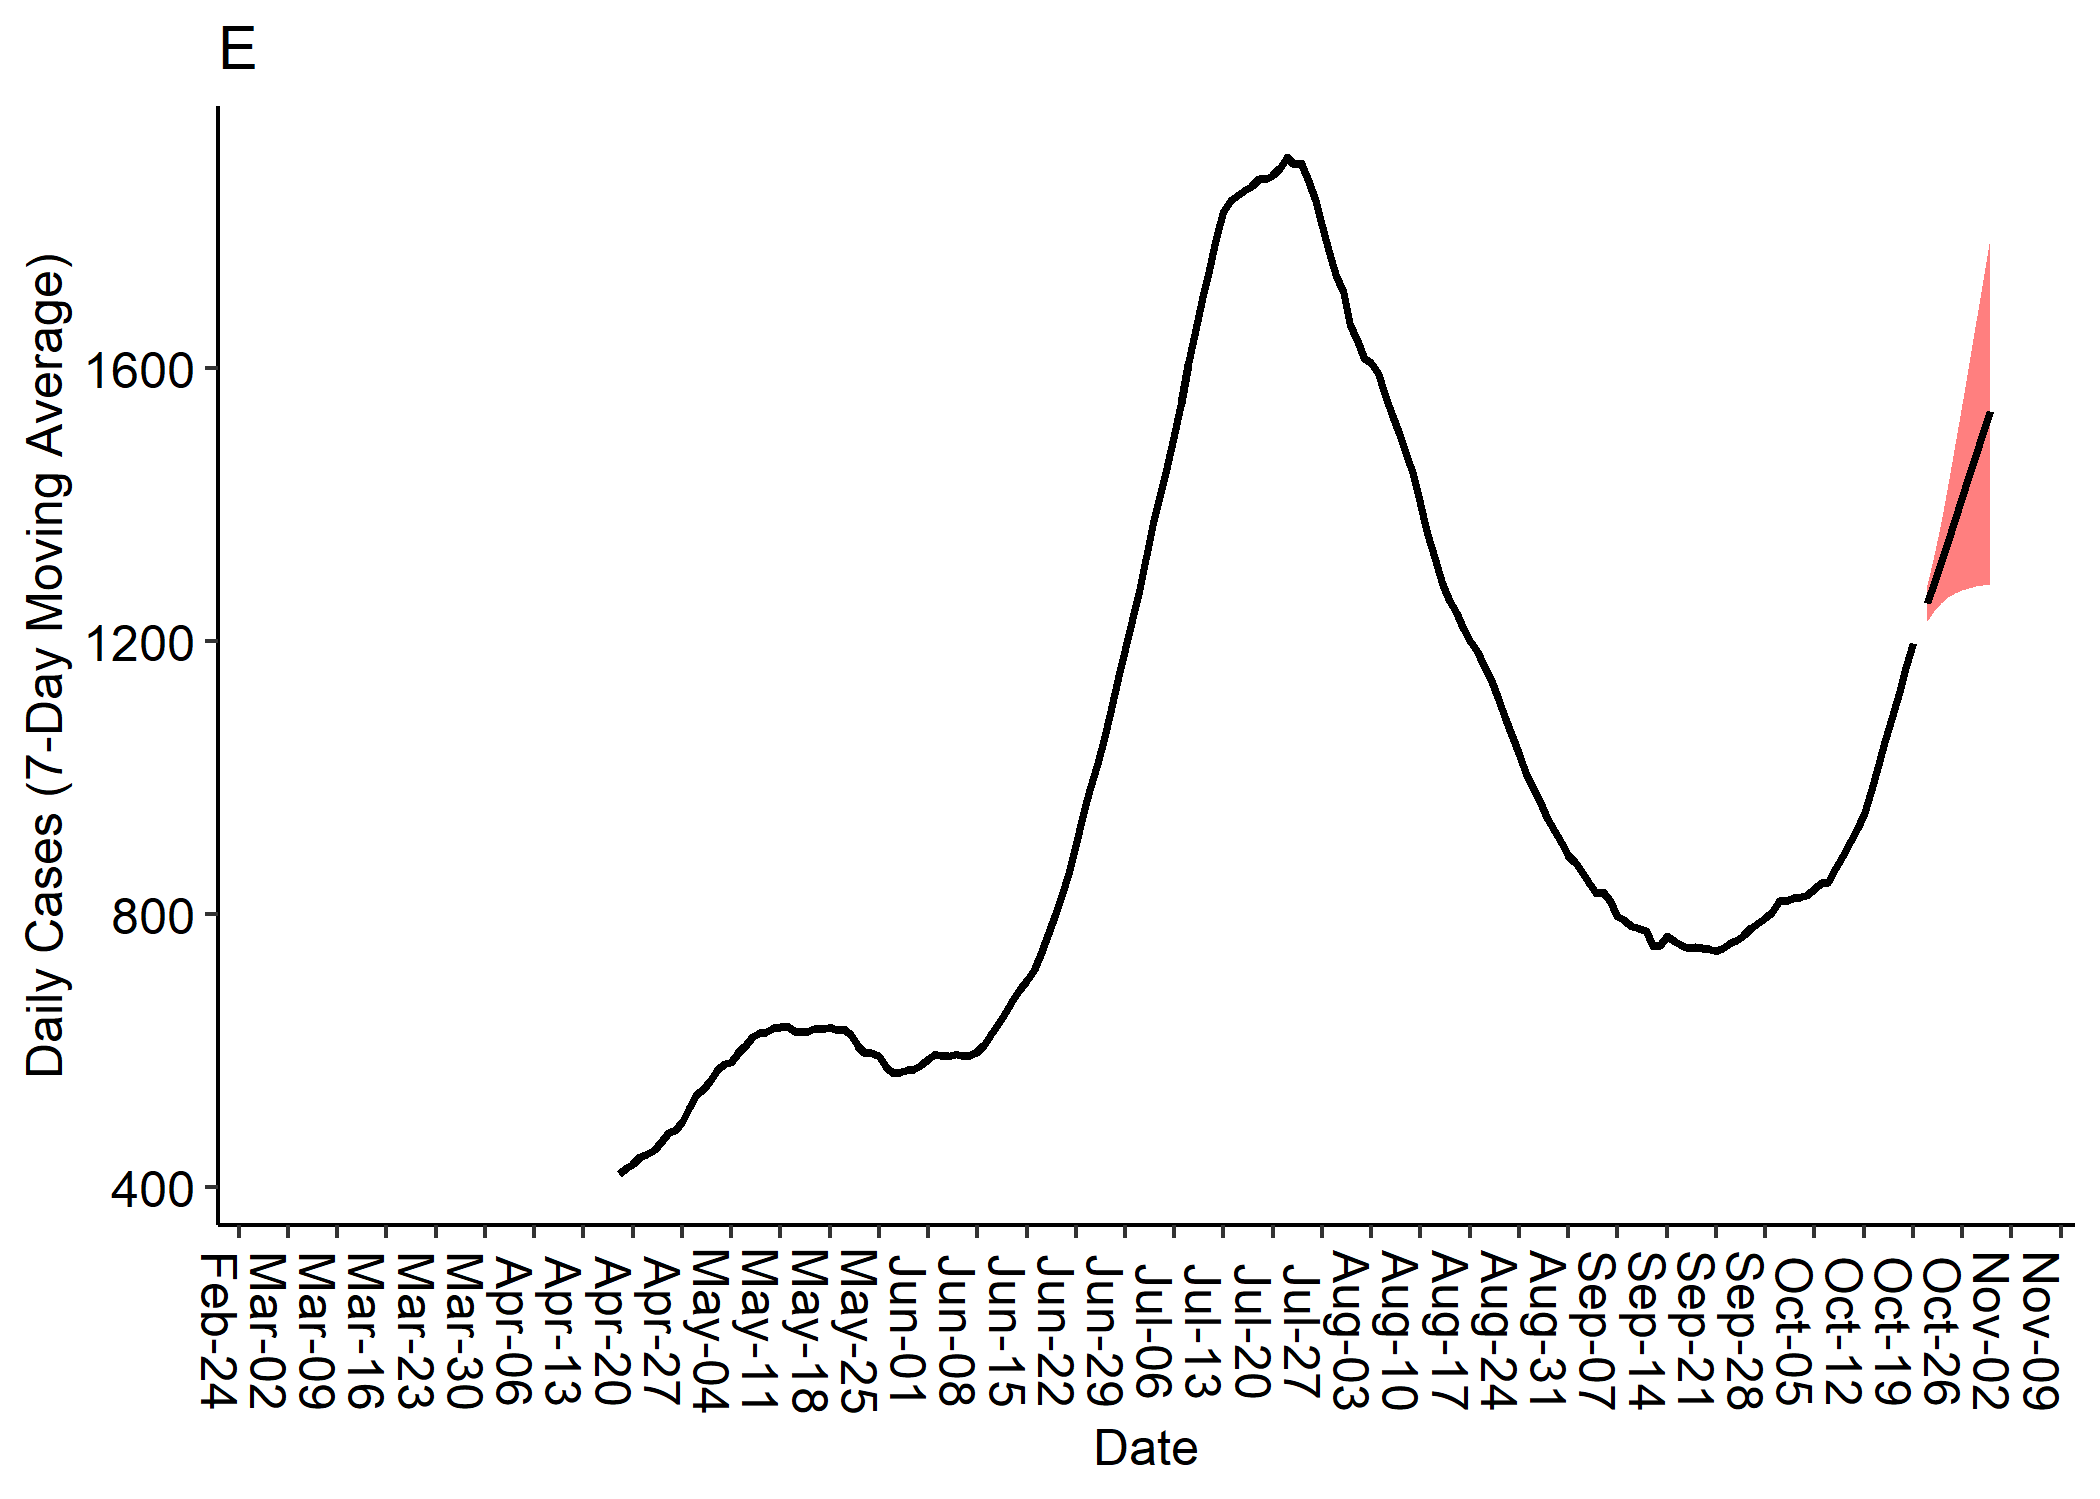 E
Daily Cases (7-Day Moving Average)
1600
1200
800
400
Feb-24
Mar-02
Mar-09
Mar-16
Mar-23
Mar-30
Apr-06
Apr-13
Apr-20
Apr-27
May-04
May-11
May-18
May-25
Jun-01
Jun-08
Jun-15
Jun-22
Jun-29
Jul-06
Jul-13
Jul-20
Jul-27
Aug-03
Aug-10
Aug-17
Aug-24
Aug-31
Sep-07
Sep-14
Sep-21
Sep-28
Oct-05
Oct-12
Oct-19
Oct-26
Nov-02
Nov-09
Date